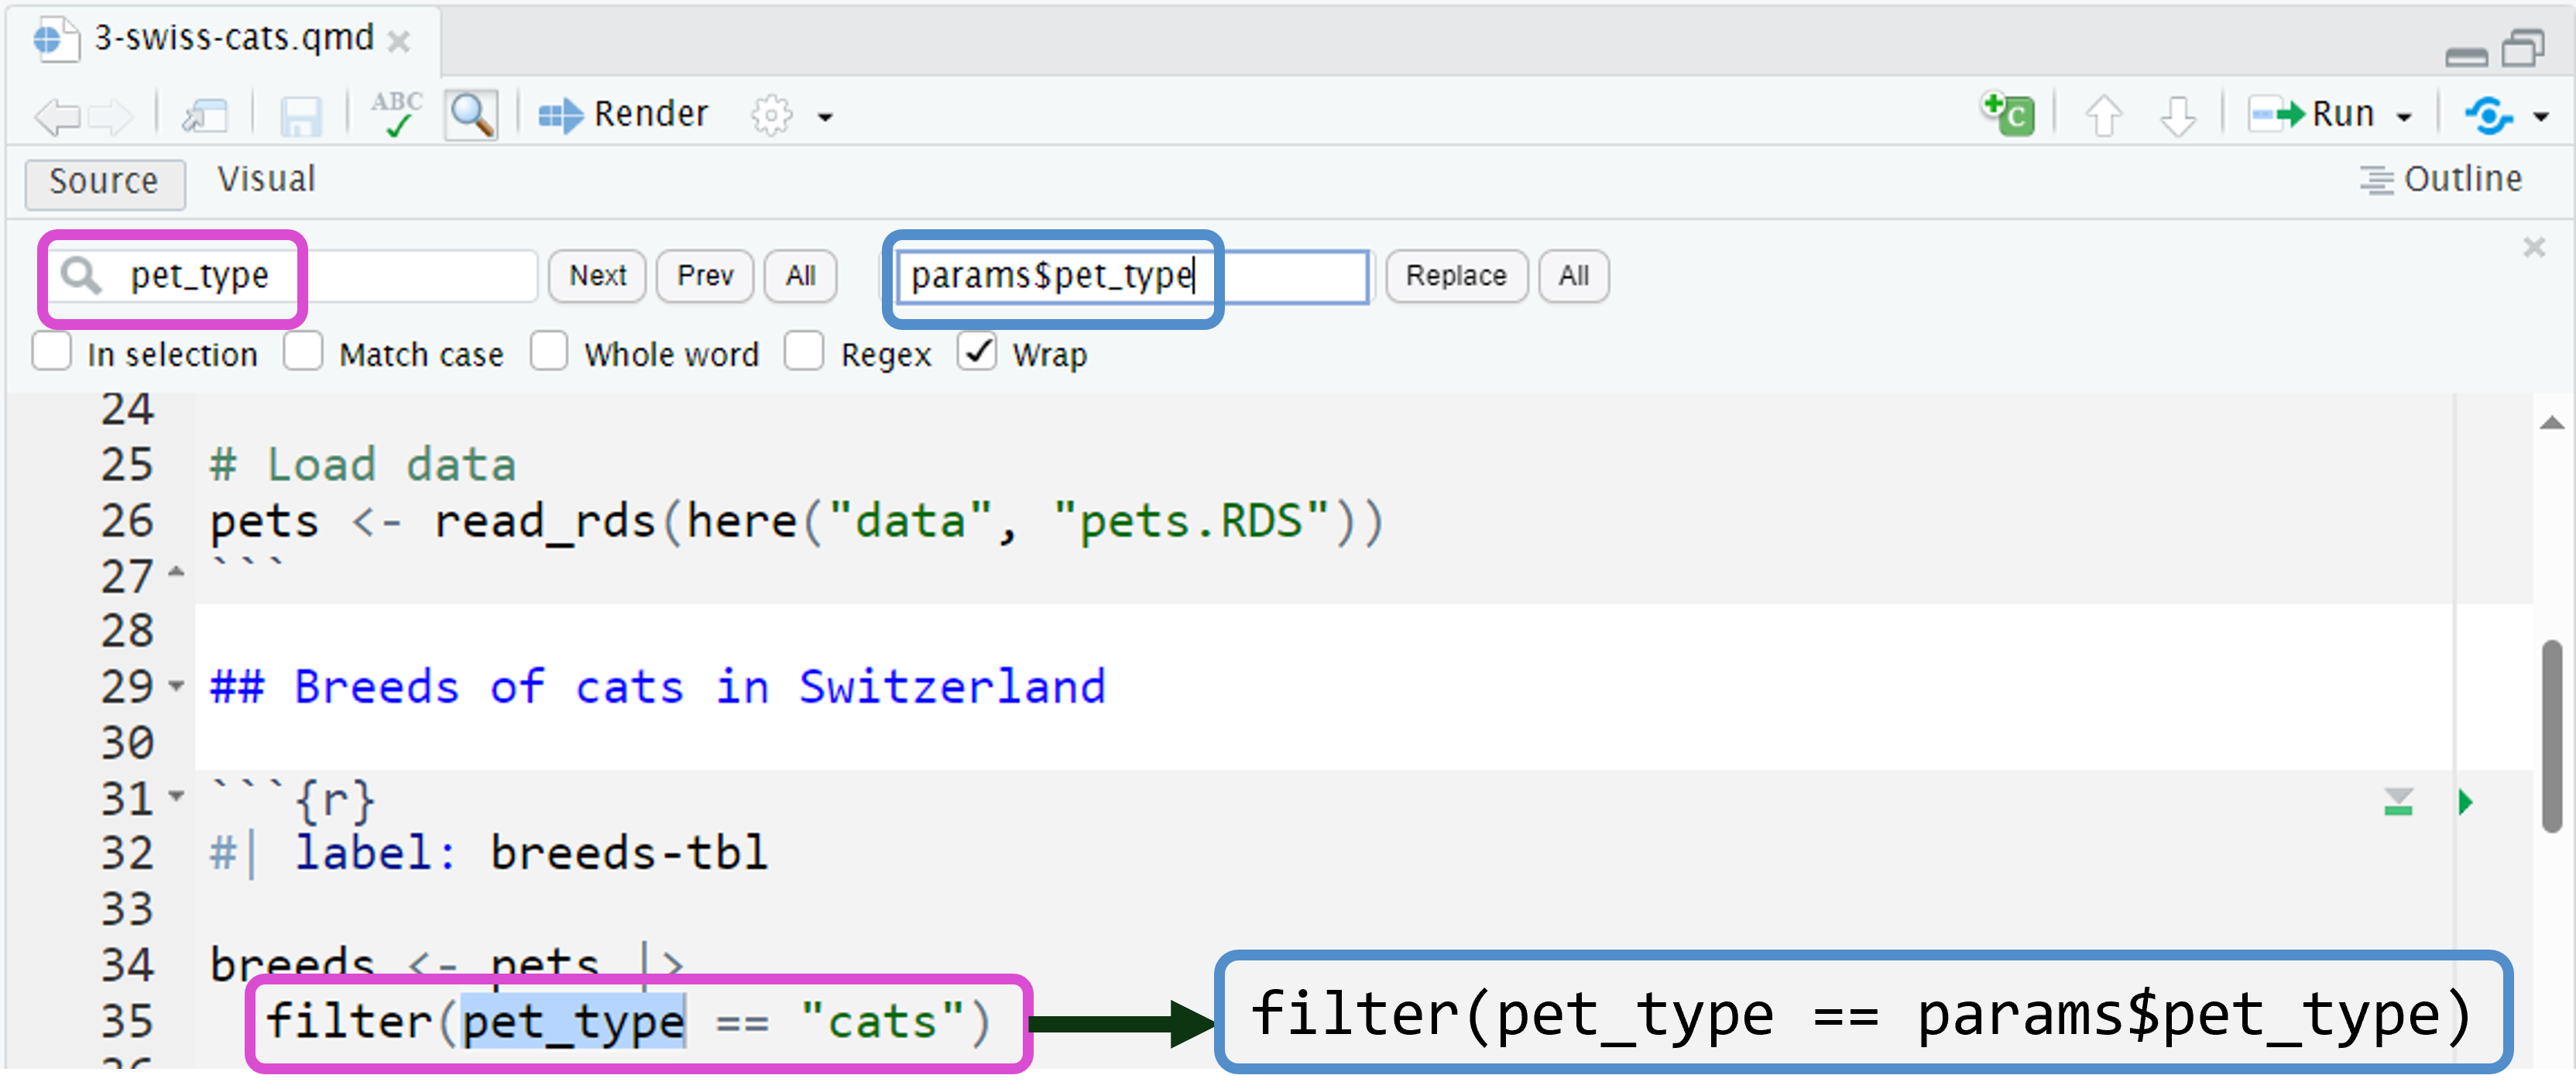 3-swiss-cats.qmd
ABC Render Run
Source Visual Outline
pet_type Next Prev All params$pet_type Replace All
In selection Match case Whole word Regex Wrap
24
25 # Load data
26 pets <- read_rds(here("data", "pets.RDS"))
27 ```
28
29 ## Breeds of cats in Switzerland
30
31 ```{r}
32 #| label: breeds-tbl
33
34 breeds <- pets |>
35 filter(pet_type == "cats") filter(pet_type == params$pet_type)